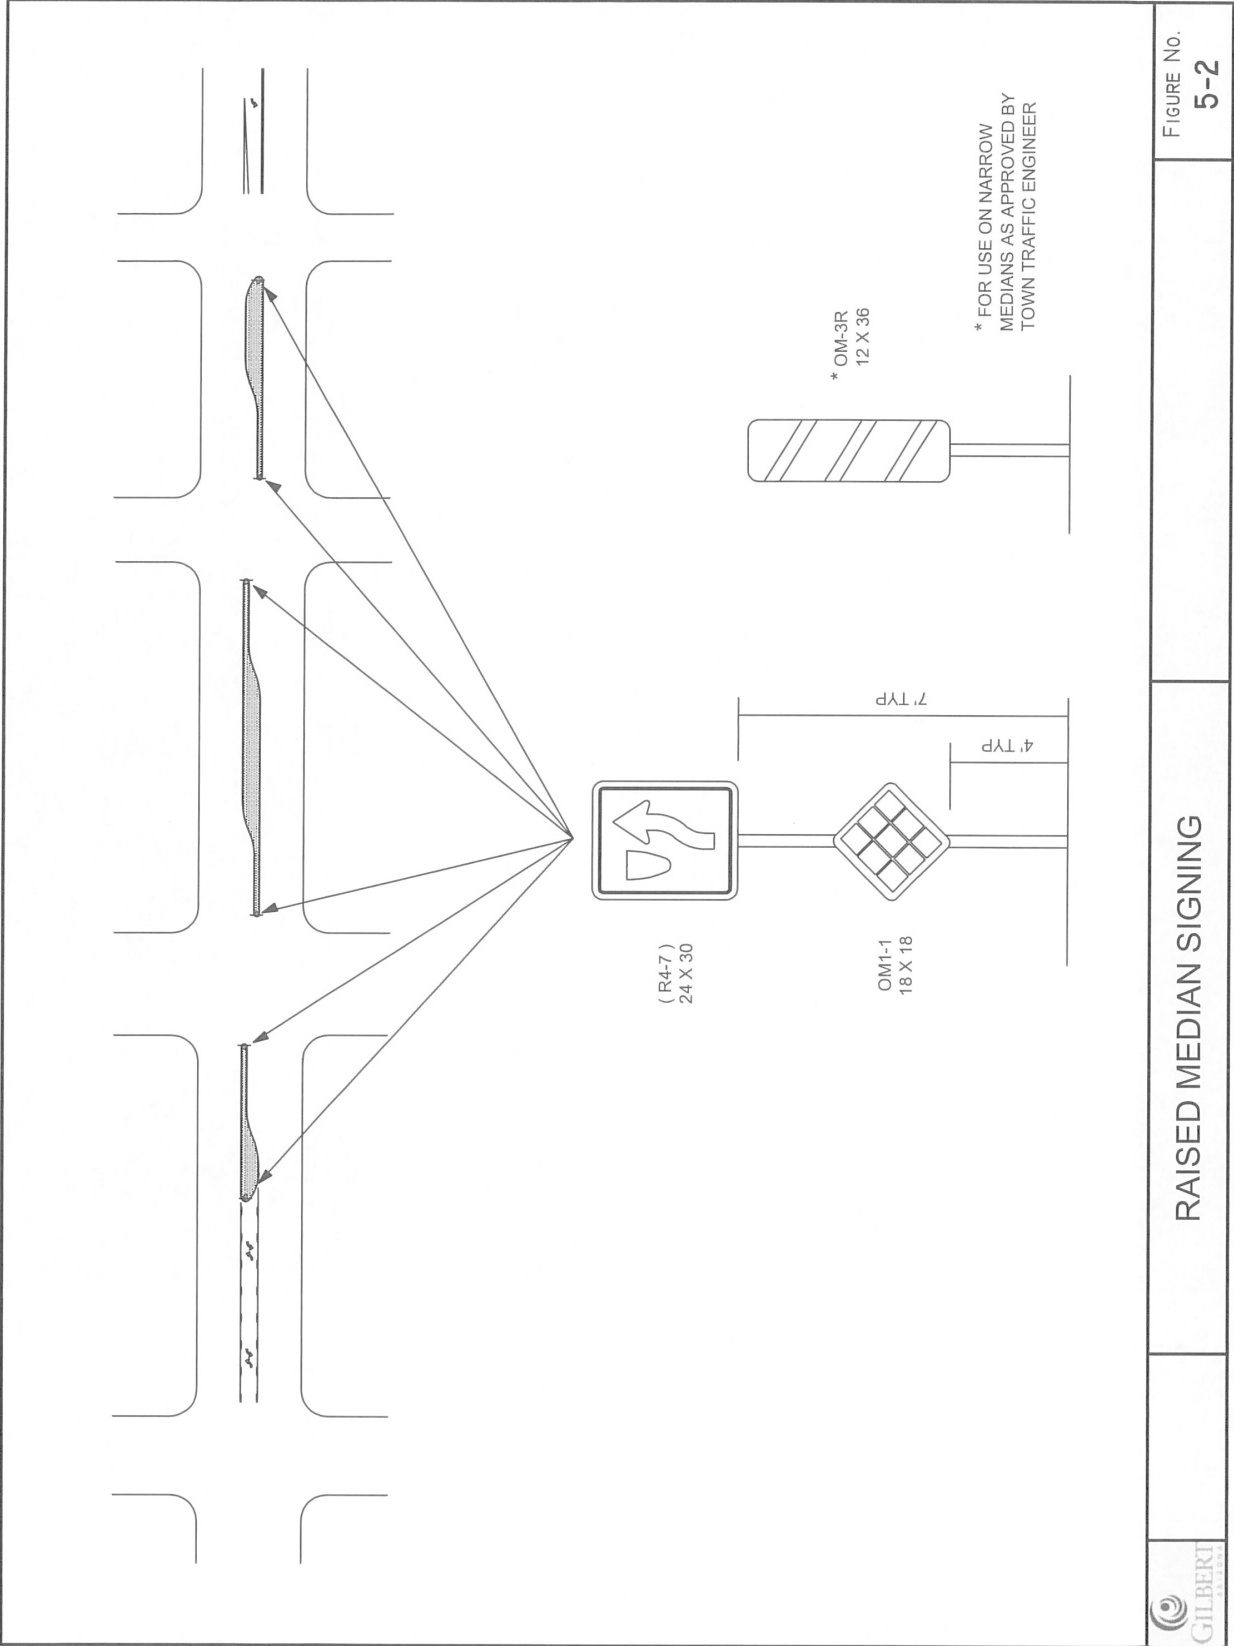 ( R4-7 )
24 X 30
OM1-1
18 X 18
7' TYP
4' TYP
* OM-3R
12 X 36
* FOR USE ON NARROW
MEDIANS AS APPROVED BY
TOWN TRAFFIC ENGINEER
GILBERT
ARIZONA
RAISED MEDIAN SIGNING
FIGURE NO.
5-2